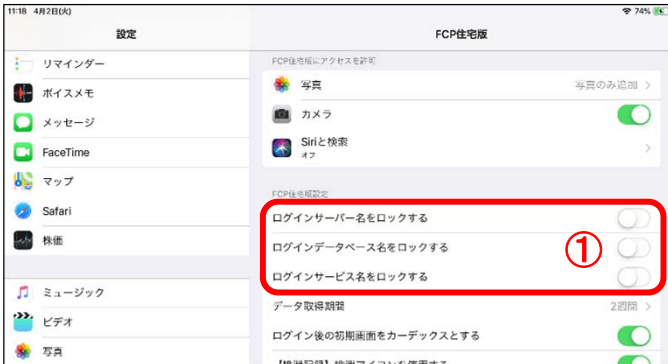 11:18 4月2日(火)
74%
設定
リマインダー
ボイスメモ
メッセージ
FaceTime
マップ
Safari
株価
ミュージック
ビデオ
写真
FCP住宅版
FCP住宅版にアクセスを許可
写真 写真のみ追加
カメラ
Siriと検索
オフ
FCP住宅版設定
ログインサーバー名をロックする
ログインデータベース名をロックする
ログインサービス名をロックする
①
データ取得期間 2週間
ログイン後の初期画面をカーデックスとする